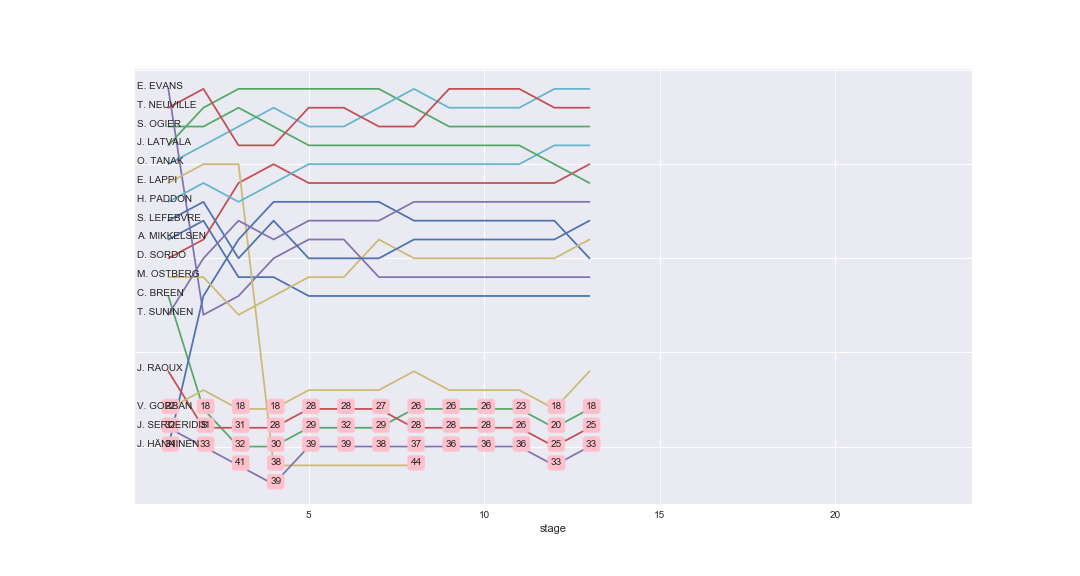 E. EVANS
T. NEUVILLE
S. OGIER
J. LATVALA
O. TANAK
E. LAPPI
H. PADDON
S. LEFEBVRE
A. MIKKELSEN
D. SORDO
M. OSTBERG
C. BREEN
T. SUNINEN
J. RAOUX
V. GORBAN 18 18 18 28 28 27 26 26 26 23 18 18
J. SERDERIDIS 31 28 29 32 29 28 28 28 26 20 25
J. HÄNNINEN 33 32 30 39 39 38 37 36 36 36 25 33
41 38 44 33
39
5 10 15 20
stage